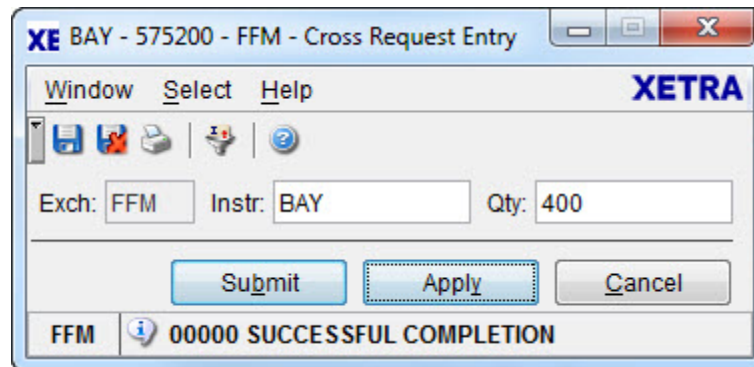 XE BAY - 575200 - FFM - Cross Request Entry
Window Select Help XETRA
Exch: FFM Instr: BAY Qty: 400
Submit Apply Cancel
FFM 00000 SUCCESSFUL COMPLETION